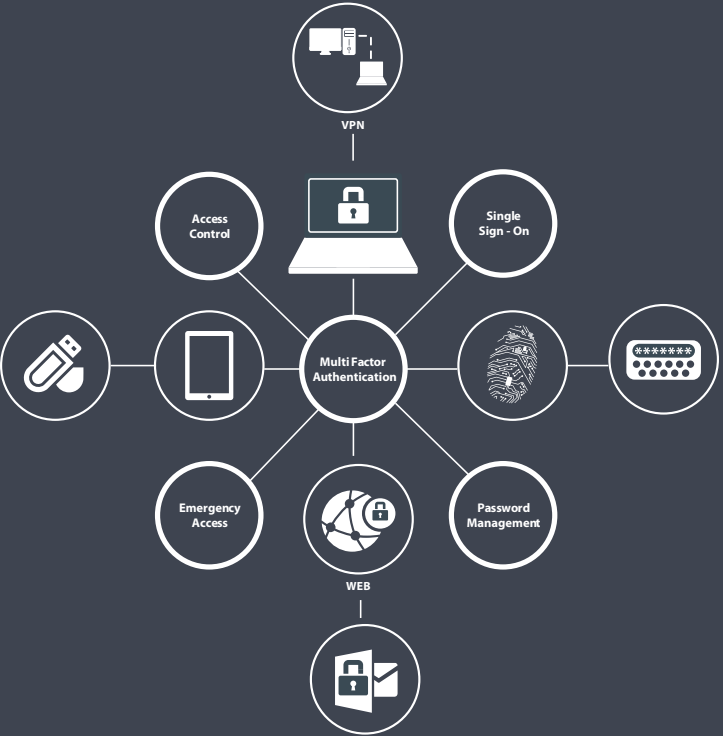 VPN
Access
Control
Single
Sign - On
Multi Factor
Authentication
*******
Emergency
Access
Password
Management
WEB